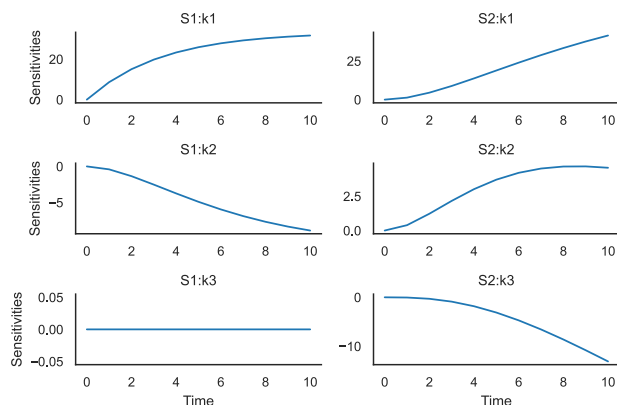 S1:k1
S2:k1
Sensitivities
20
0
25
0
0 2 4 6 8 10
0 2 4 6 8 10
S1:k2
S2:k2
Sensitivities
0
−5
2.5
0.0
0 2 4 6 8 10
0 2 4 6 8 10
S1:k3
S2:k3
Sensitivities
0.05
0.00
−0.05
0
−10
0 2 4 6 8 10
0 2 4 6 8 10
Time
Time